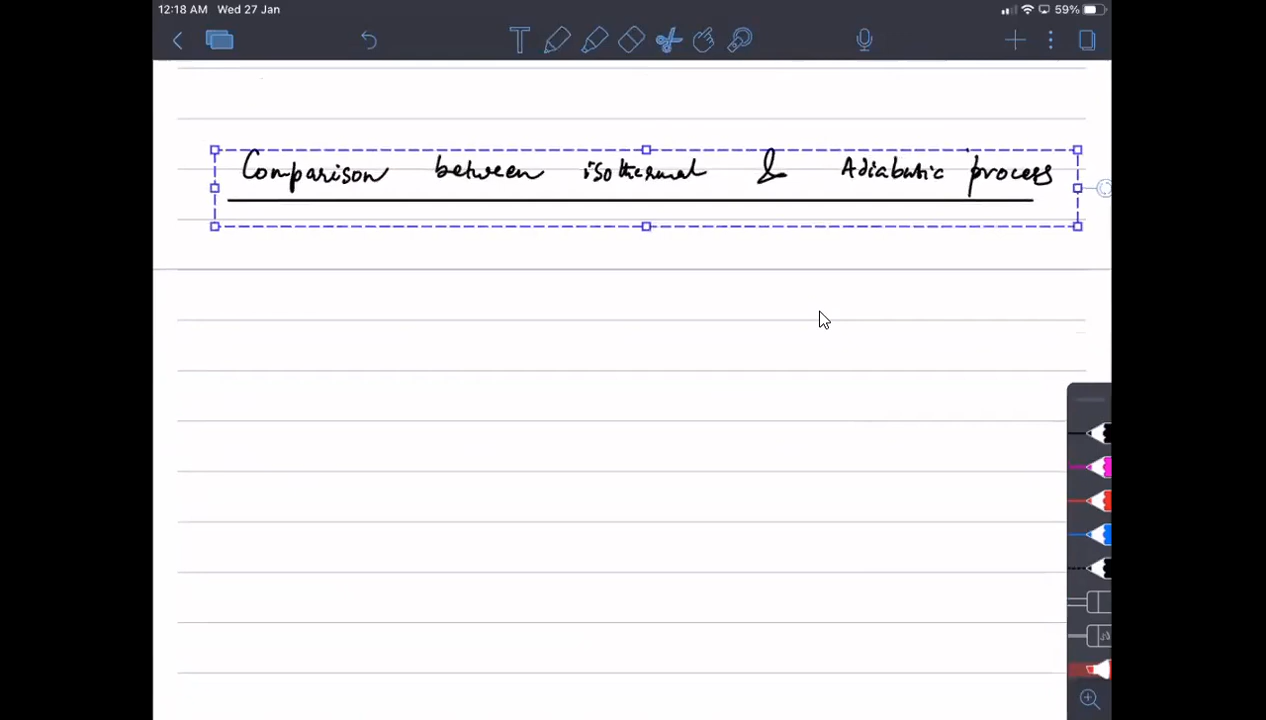 12:18 AM Wed 27 Jan 59%
T
Comparison between isothermal & Adiabatic process